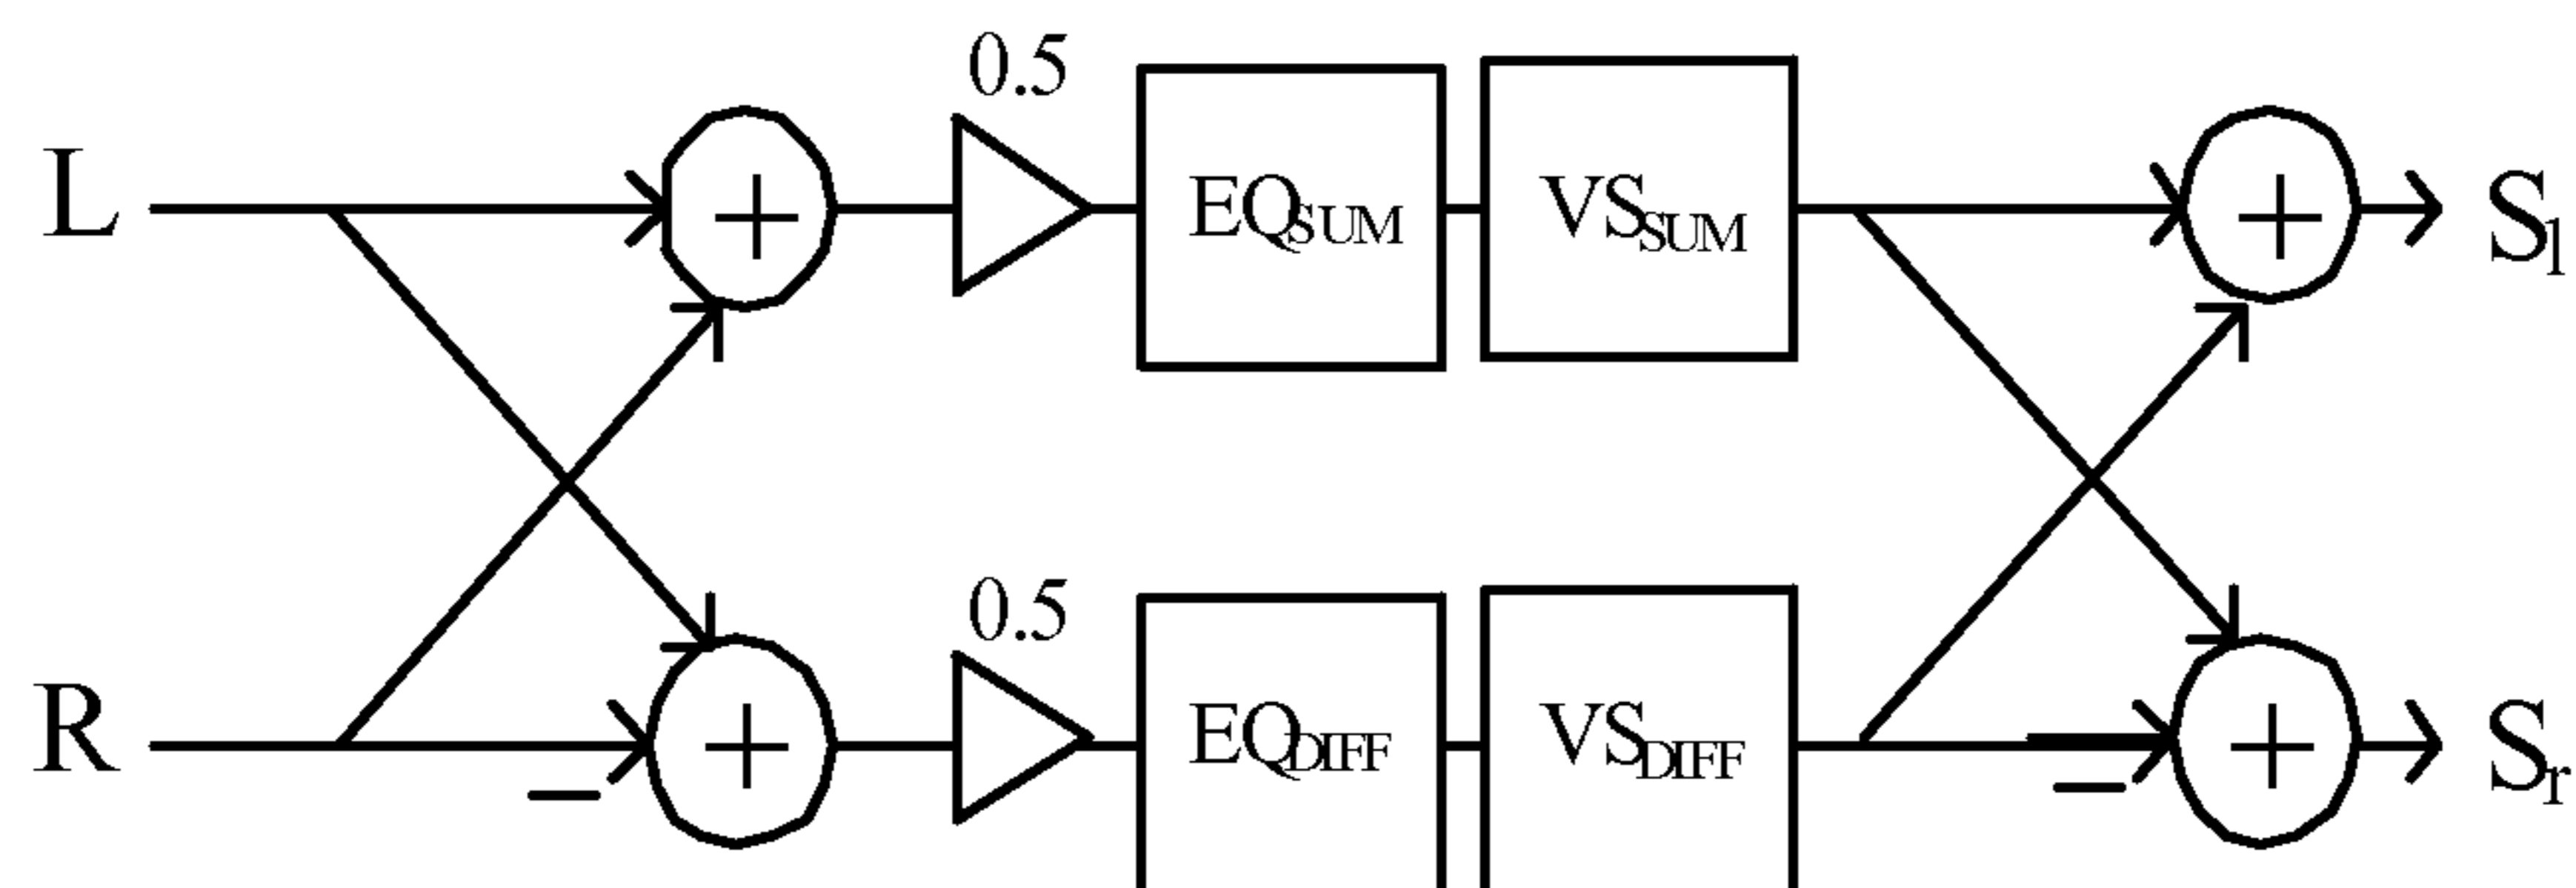 0.5
L + EQSUM VSSUM + Sl
0.5
R − + EQDIFF VSDIFF − + Sr